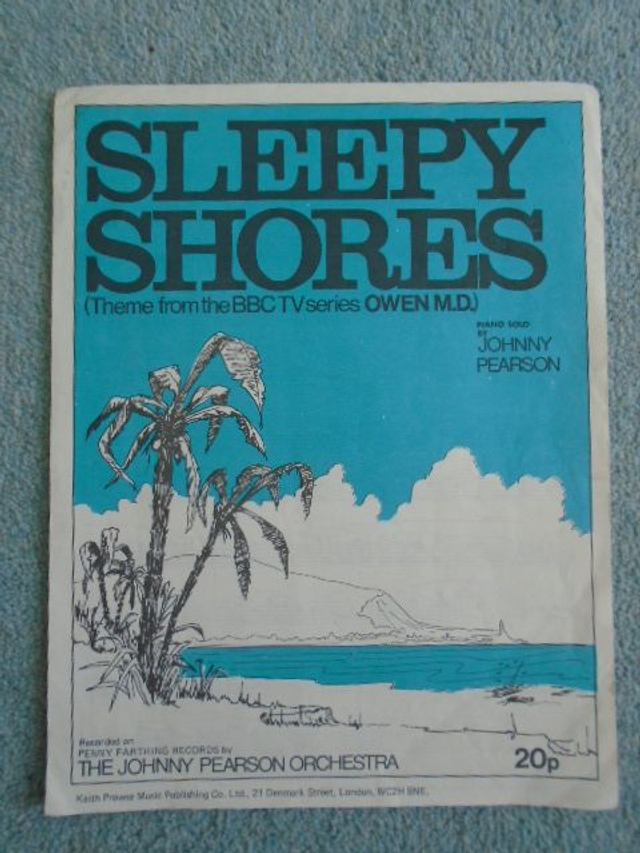 SLEEPY
SHORES
(Theme from the BBC TV series OWEN M.D.)
PIANO SOLO
BY
JOHNNY
PEARSON
Recorded on
PENNY FARTHING RECORDS by
THE JOHNNY PEARSON ORCHESTRA
20p
Keith Prowse Music Publishing Co. Ltd., 21 Denmark Street, London, WC2H 8NE.